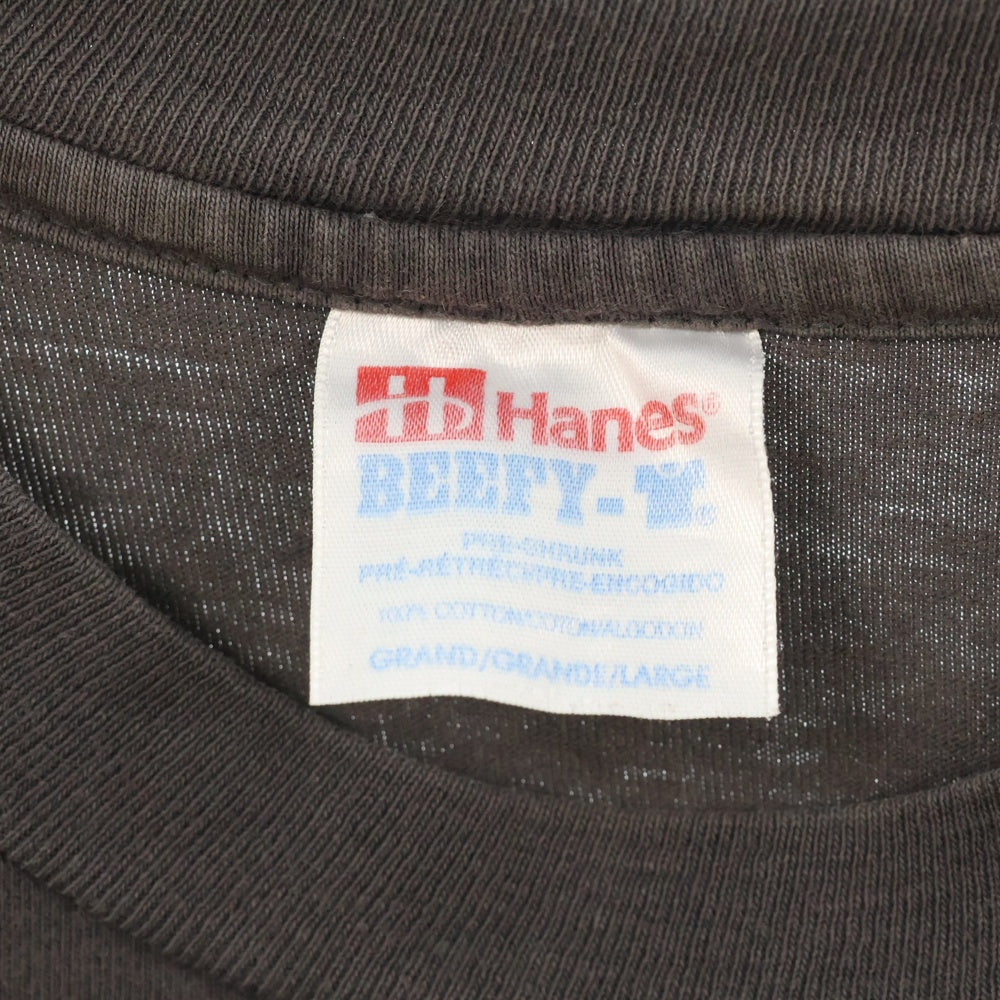 Hanes®
BEEFY-T®
PRE-SHRUNK
PRÉ-RÉTRÉCI/PRE-ENCOGIDO
100% COTTON/COTON/ALGODON
GRAND/GRANDE/LARGE